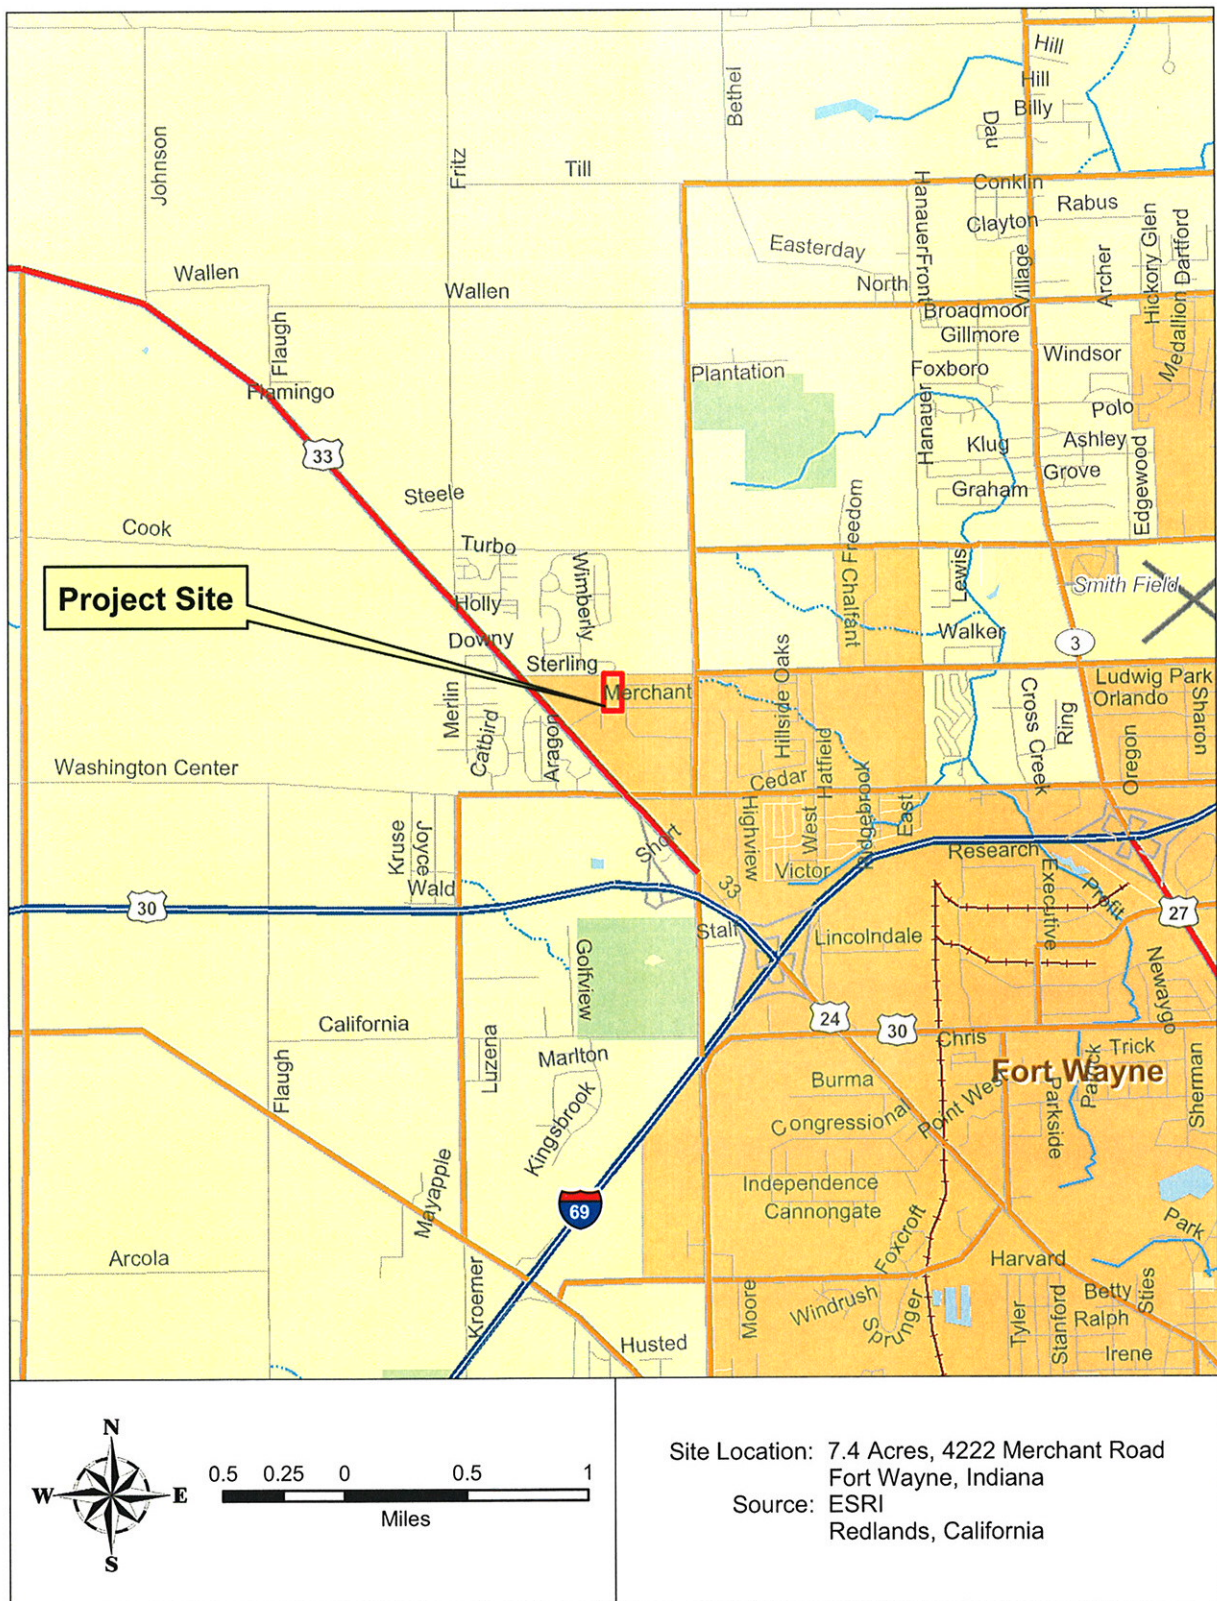 Hill
Hill
Billy
Dau
Bethel
Johnson
Fritz
Till
Conklin
Rabus
Clayton
Hanauer
Front
Easterday
North
Village
Archer
Hickory Glen
Dartford
Medallion
Wallen
Wallen
Broadmoor
Gillmore
Windsor
Flaugh
Flamingo
Plantation
Foxboro
Polo
33
Hanauer
Klug
Ashley
Grove
Edgewood
Steele
Graham
Cook
Turbo
Freedom
Chalfant
Wimberly
Lewis
Smith Field
Project Site
Holly
Downy
Walker
3
Sterling
Merchant
Hillside Oaks
Ludwig Park
Orlando
Sharon
Merlin
Catbird
Aragon
Cross Creek
Ring
Oregon
Washington Center
Cedar
Hatfield
Ridgebrook
East
West
Highview
Kruse
Joyce
Short
Victor
Research
Executive
Profit
Wald
33
30
27
Stalf
Lincolndale
Golfview
Newaygo
California
24
30
Chris
Trick
Luzena
Marlton
Fort Wayne
Patrick
Sherman
Flaugh
Burma
Parkside
Kingsbrook
Congressional
Point West
Mayapple
Independence
Cannongate
69
Foxcroft
Park
Arcola
Harvard
Kroemer
Moore
Windrush
Sprunger
Tyler
Stanford
Betty
Sties
Ralph
Husted
Irene
N
W E
S
0.5 0.25 0 0.5 1
Miles
Site Location: 7.4 Acres, 4222 Merchant Road
Fort Wayne, Indiana
Source: ESRI
Redlands, California